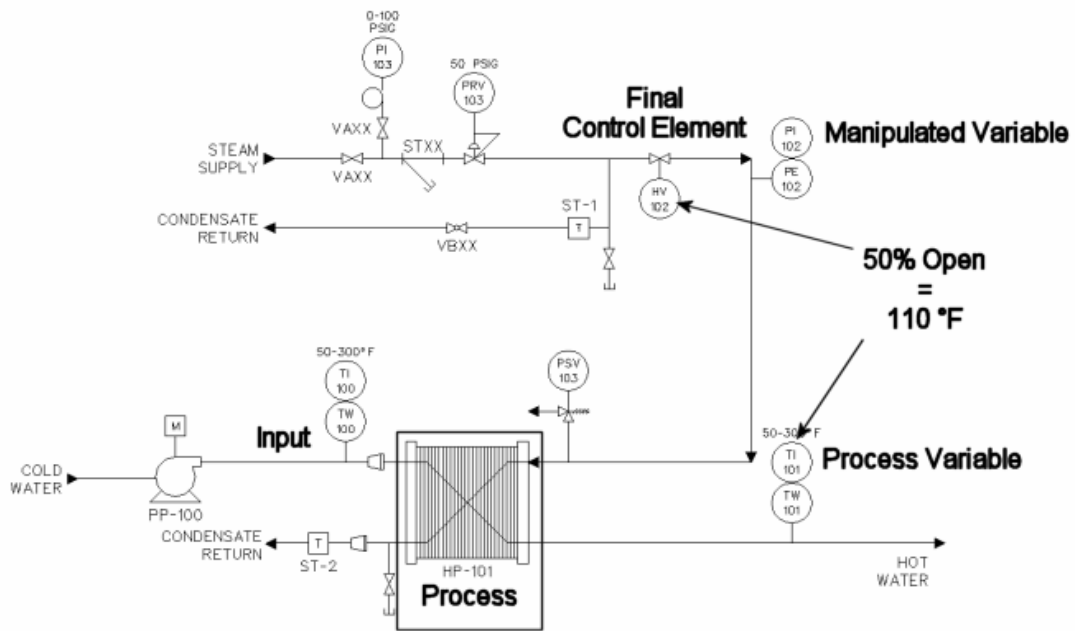 0-100
PSIG
PI
103
50 PSIG
PRV
103
Final
Control Element
PI
102
Manipulated Variable
VAXX
STEAM
SUPPLY
VAXX
STXX
PE
102
HV
102
CONDENSATE
RETURN
ST-1
T
VBXX
50% Open
=
110 °F
50-300°F
TI
100
TW
100
PSV
103
M
Input
50-300°F
TI
101
Process Variable
COLD
WATER
PP-100
TW
101
CONDENSATE
RETURN
T
ST-2
HP-101
Process
HOT
WATER